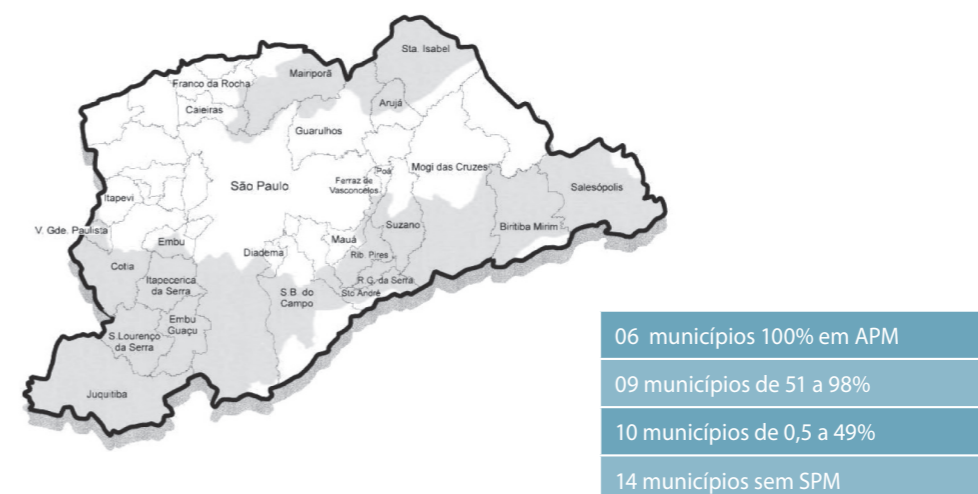 Sta. Isabel
Mairiporã
Franco da Rocha
Caieiras
Arujá
Guarulhos
Mogi das Cruzes
Poá
Ferraz de
Vasconcelos
São Paulo
Salesópolis
Itapevi
Suzano
Biritiba Mirim
V. Gde. Paulista
Embu
Mauá
Diadema
Rib. Pires
Cotia
Itapecerica
da Serra
R.G. da Serra
S.B. do
Campo
Sto André
Embu
Guaçu
S.Lourenço
da Serra
Juquitiba
06 municípios 100% em APM
09 municípios de 51 a 98%
10 municípios de 0,5 a 49%
14 municípios sem SPM